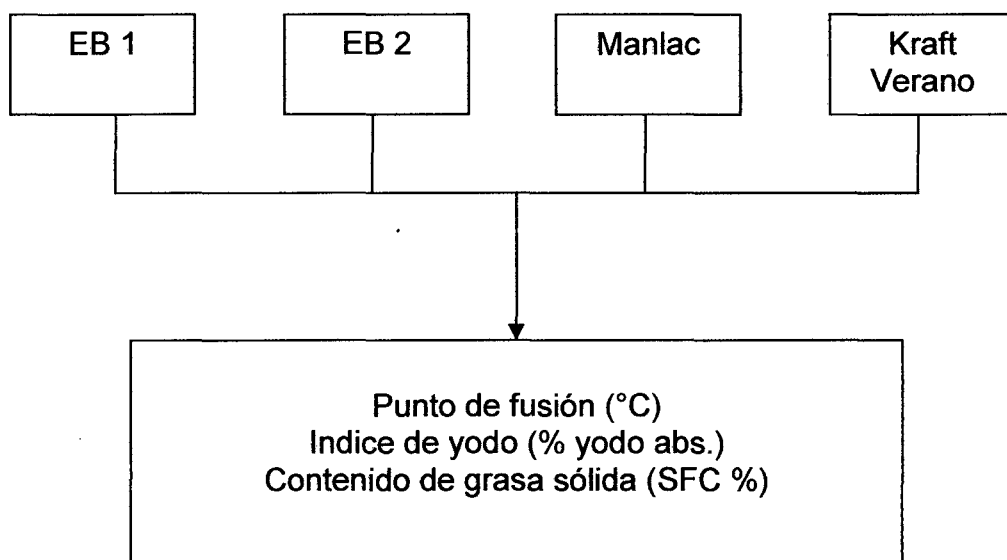 EB 1
EB 2
Manlac
Kraft
Verano
Punto de fusión (°C)
Indice de yodo (% yodo abs.)
Contenido de grasa sólida (SFC %)